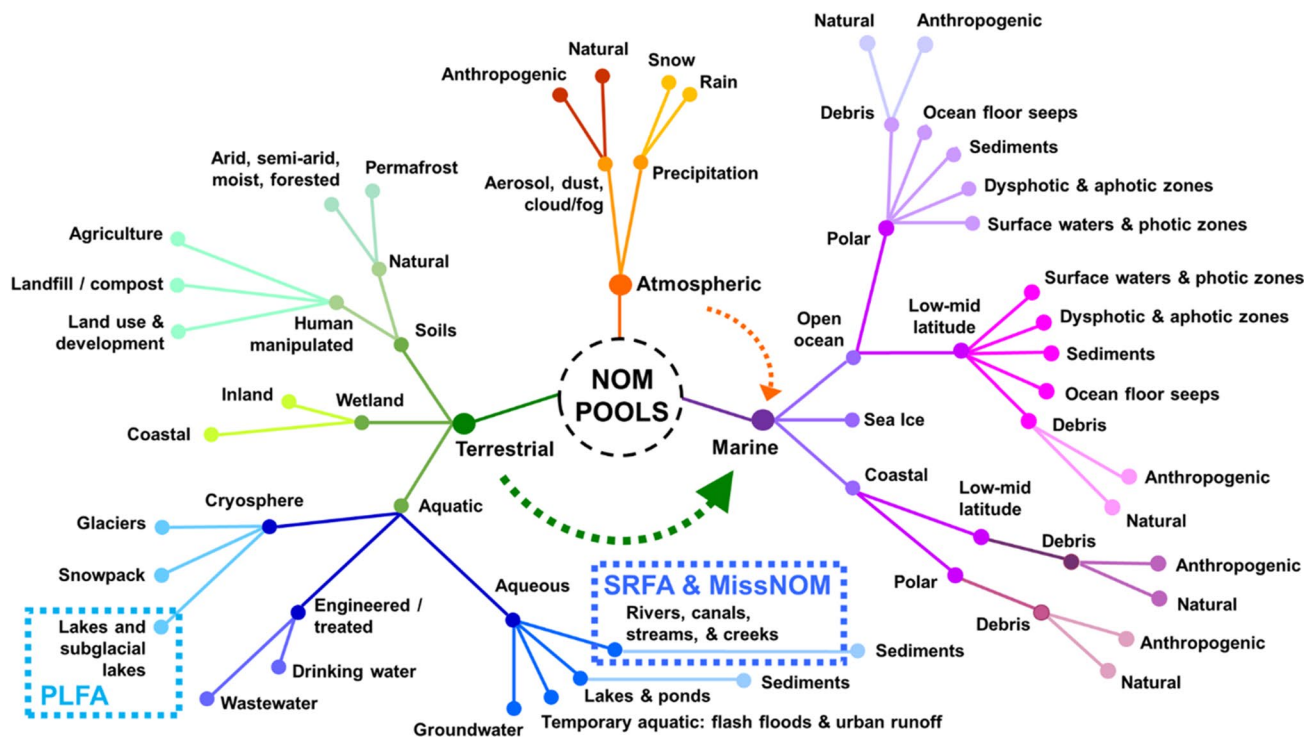 Natural
Anthropogenic
Debris
Ocean floor seeps
Sediments
Dysphotic & aphotic zones
Surface waters & photic zones
Polar
Natural
Anthropogenic
Snow
Rain
Aerosol, dust,
cloud/fog
Precipitation
Atmospheric
Arid, semi-arid,
moist, forested
Permafrost
Natural
Agriculture
Landfill / compost
Land use &
development
Human
manipulated
Soils
Inland
Coastal
Wetland
Terrestrial
NOM
POOLS
Marine
Open
ocean
Low-mid
latitude
Surface waters & photic zones
Dysphotic & aphotic zones
Sediments
Ocean floor seeps
Debris
Anthropogenic
Natural
Sea Ice
Coastal
Low-mid
latitude
Debris
Anthropogenic
Natural
Polar
Debris
Anthropogenic
Natural
Aquatic
Cryosphere
Glaciers
Snowpack
Lakes and
subglacial
lakes
PLFA
Engineered /
treated
Drinking water
Wastewater
Aqueous
SRFA & MissNOM
Rivers, canals,
streams, & creeks
Sediments
Lakes & ponds
Sediments
Temporary aquatic: flash floods & urban runoff
Groundwater